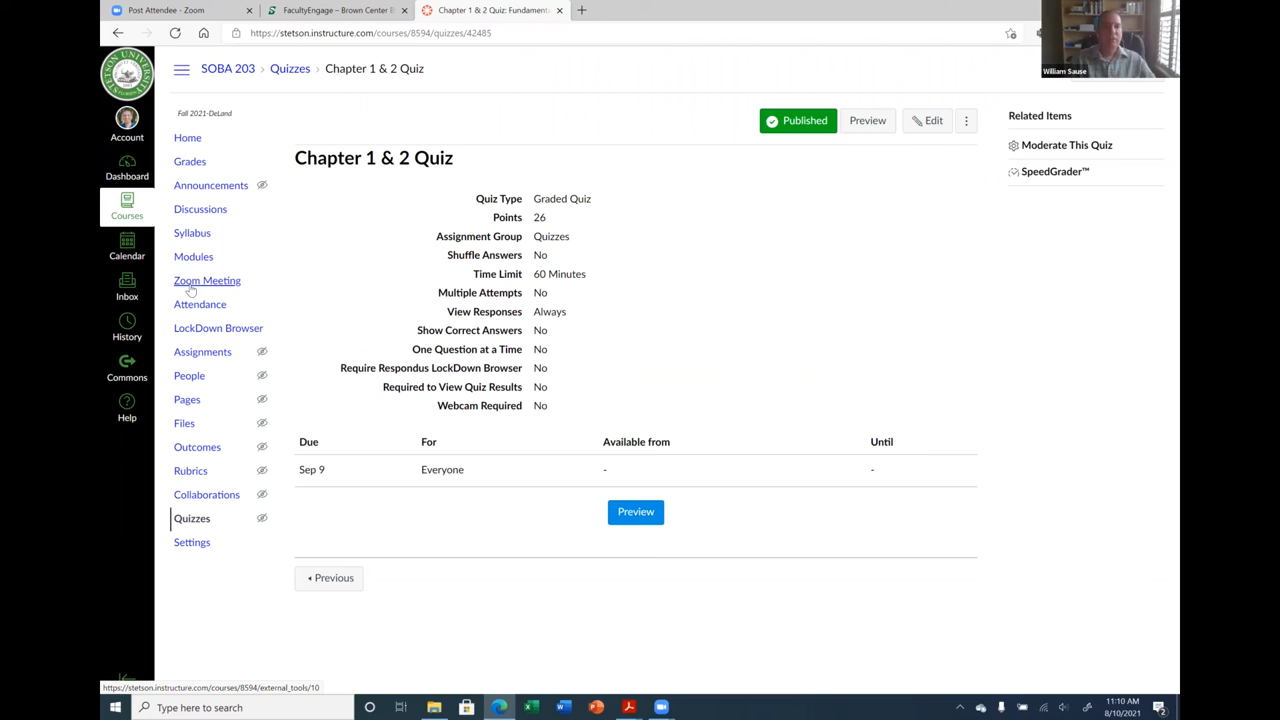 Post Attendee - Zoom
FacultyEngage – Brown Center
Chapter 1 & 2 Quiz: Fundament
https://stetson.instructure.com/courses/8594/quizzes/42485
William Sause
SOBA 203 › Quizzes › Chapter 1 & 2 Quiz
Account
Dashboard
Courses
Calendar
Inbox
History
Commons
Help
Fall 2021-DeLand
Home
Grades
Announcements
Discussions
Syllabus
Modules
Zoom Meeting
Attendance
LockDown Browser
Assignments
People
Pages
Files
Outcomes
Rubrics
Collaborations
Quizzes
Settings
Published Preview Edit
Chapter 1 & 2 Quiz
Quiz Type Graded Quiz
Points 26
Assignment Group Quizzes
Shuffle Answers No
Time Limit 60 Minutes
Multiple Attempts No
View Responses Always
Show Correct Answers No
One Question at a Time No
Require Respondus LockDown Browser No
Required to View Quiz Results No
Webcam Required No
Due For Available from Until
Sep 9 Everyone - -
Preview
Previous
Related Items
Moderate This Quiz
SpeedGrader™
https://stetson.instructure.com/courses/8594/external_tools/10
Type here to search
11:10 AM
8/10/2021
2